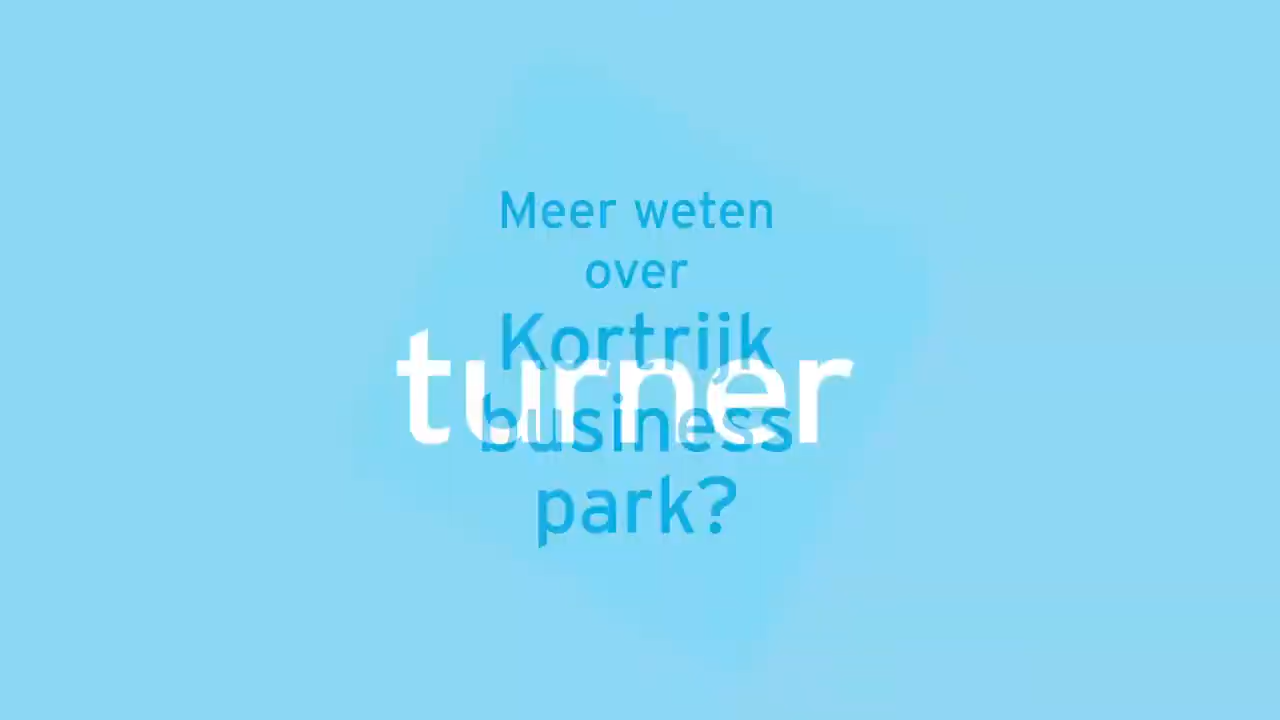 Meer weten
over
Kortrijk
turner
business
park?